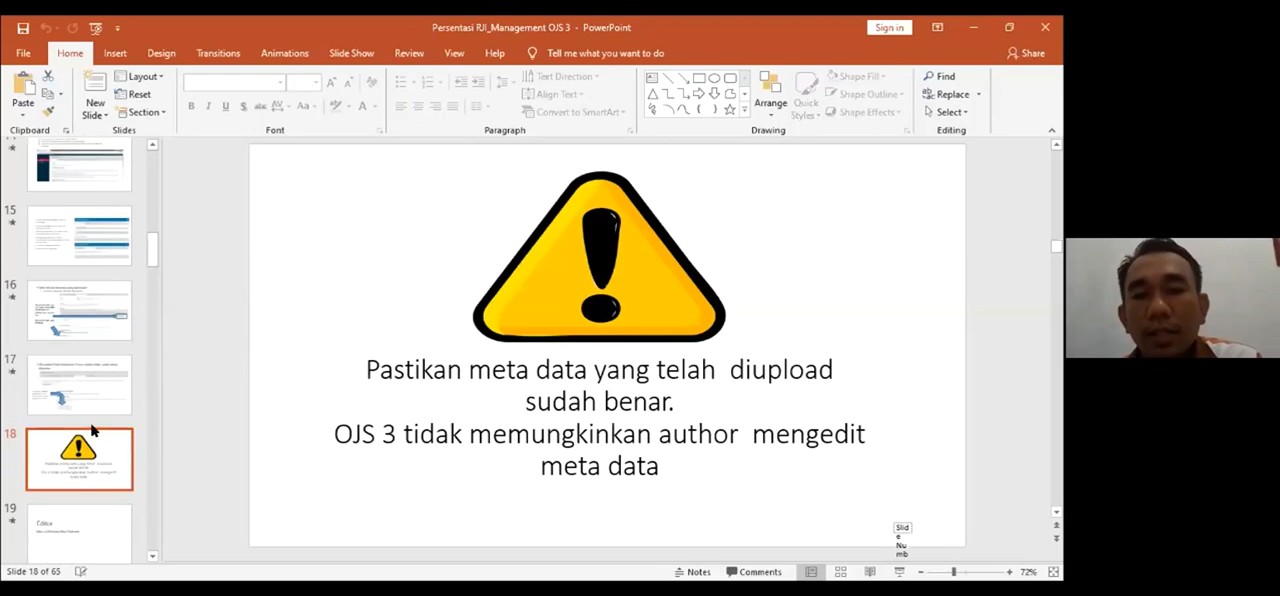 Persentasi RJI_Management OJS 3 - PowerPoint
Sign in
File Home Insert Design Transitions Animations Slide Show Review View Help Tell me what you want to do Share
Paste
New Slide
Layout
Reset
Section
Text Direction
Align Text
Convert to SmartArt
Arrange
Quick Styles
Shape Fill
Shape Outline
Shape Effects
Find
Replace
Select
Clipboard Slides Font Paragraph Drawing Editing
15
16
17
18
19
Editor
Pastikan meta data yang telah diupload
sudah benar.
OJS 3 tidak memungkinkan author mengedit
meta data
Slid
e
Nu
mb
Slide 18 of 65
Notes Comments 72%